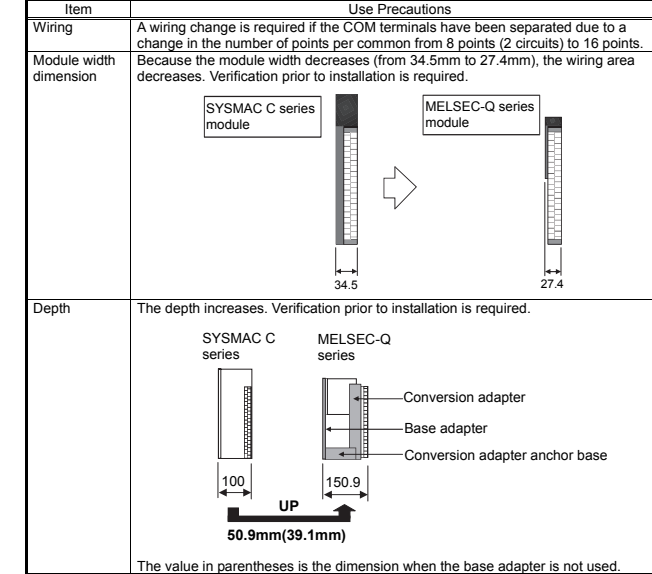 Item Use Precautions
Wiring A wiring change is required if the COM terminals have been separated due to a
change in the number of points per common from 8 points (2 circuits) to 16 points.
Module width Because the module width decreases (from 34.5mm to 27.4mm), the wiring area
dimension decreases. Verification prior to installation is required.
SYSMAC C series
module
MELSEC-Q series
module
34.5
27.4
Depth The depth increases. Verification prior to installation is required.
SYSMAC C
series
MELSEC-Q
series
Conversion adapter
Base adapter
Conversion adapter anchor base
100
150.9
UP
50.9mm(39.1mm)
The value in parentheses is the dimension when the base adapter is not used.